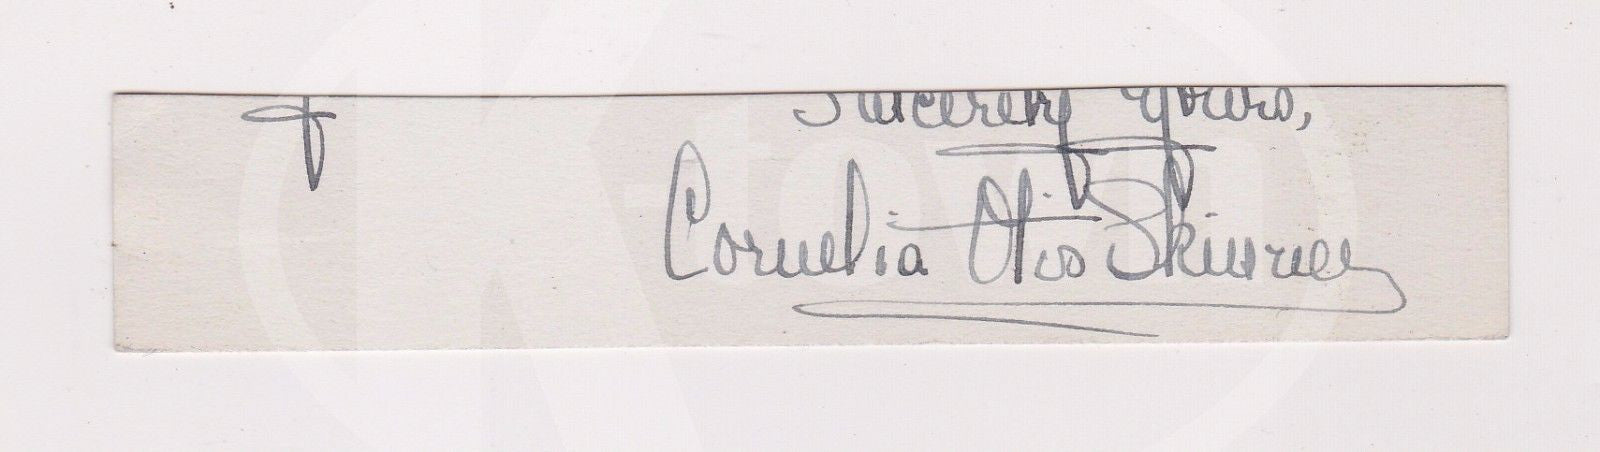 Sincerely yours,
Cornelia Otis Skinner